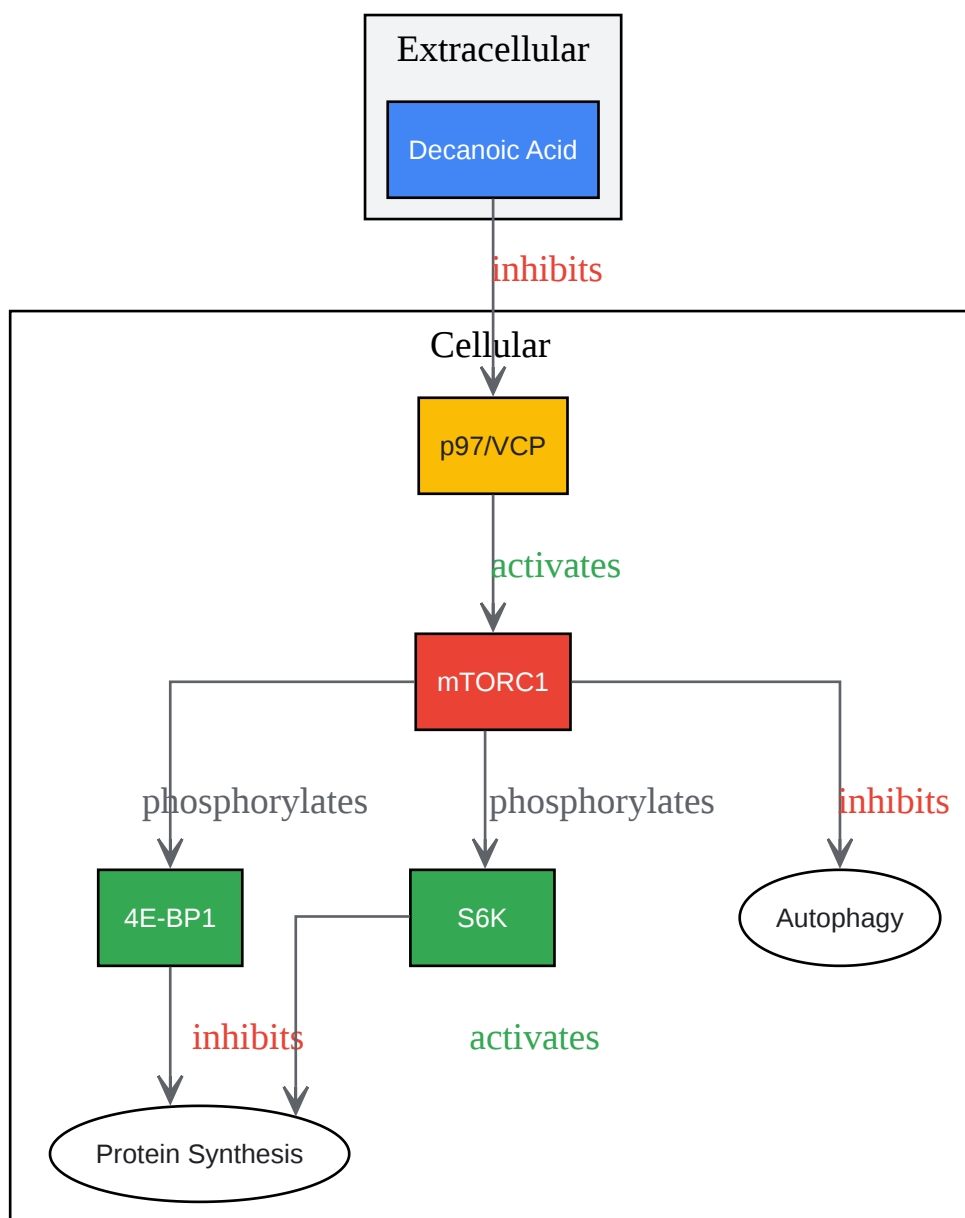 Extracellular
Decanoic Acid
inhibits
Cellular
p97/VCP
activates
mTORC1
phosphorylates
phosphorylates
inhibits
4E-BP1
S6K
Autophagy
inhibits
activates
Protein Synthesis